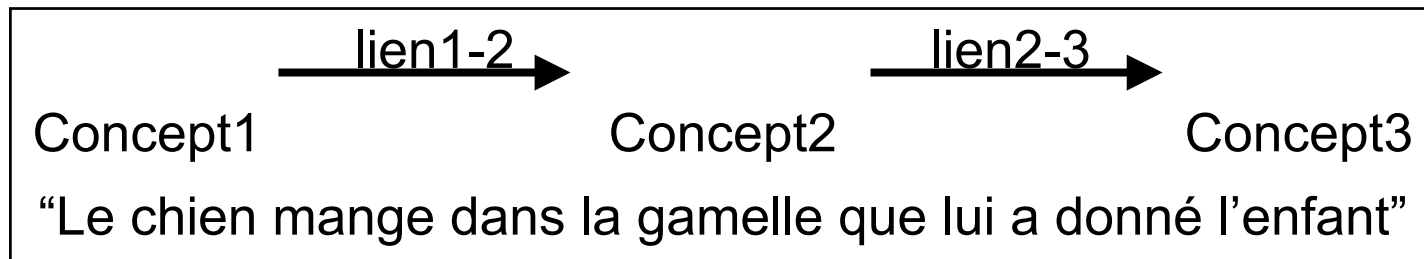 lien1-2 lien2-3
Concept1 Concept2 Concept3
“Le chien mange dans la gamelle que lui a donné l’enfant”